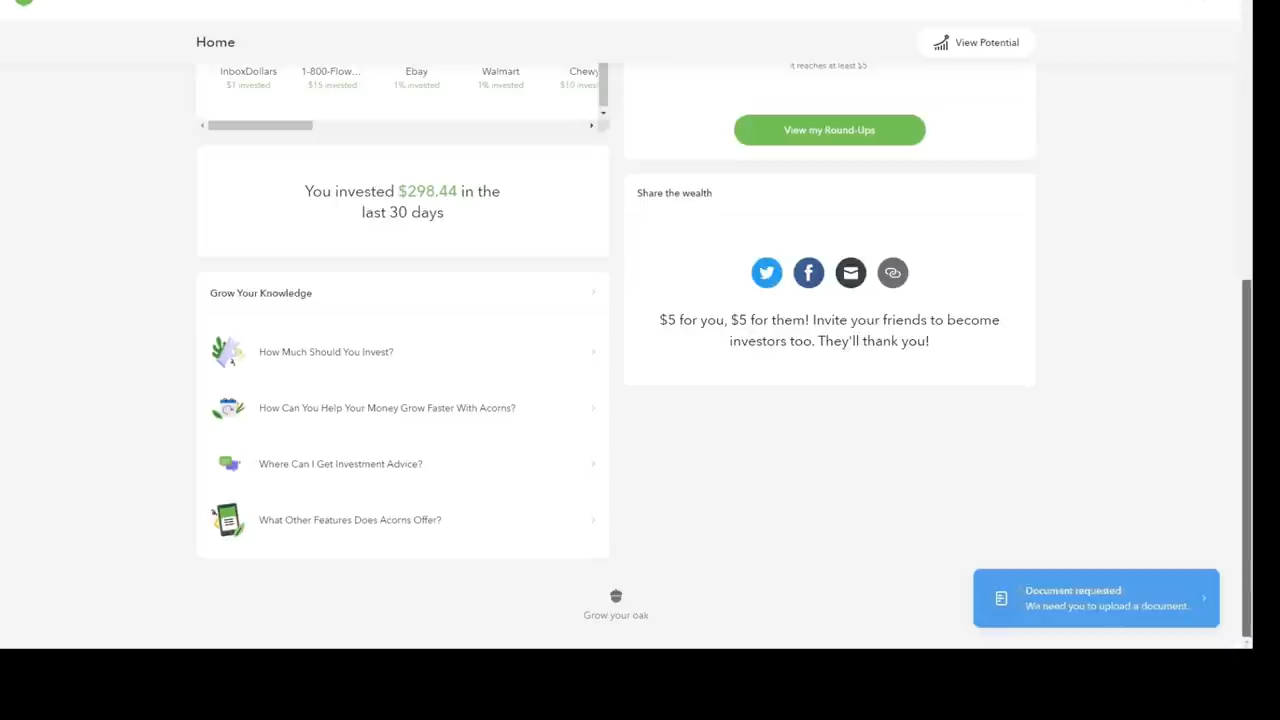 Home
View Potential
InboxDollars
1-800-Flow...
Ebay
Walmart
Chewy
$1 invested
$15 invested
1% invested
1% invested
$10 invest
it reaches at least $5
View my Round-Ups
You invested $298.44 in the
last 30 days
Share the wealth
$5 for you, $5 for them! Invite your friends to become
investors too. They'll thank you!
Grow Your Knowledge
How Much Should You Invest?
How Can You Help Your Money Grow Faster With Acorns?
Where Can I Get Investment Advice?
What Other Features Does Acorns Offer?
Grow your oak
Document requested
We need you to upload a document.